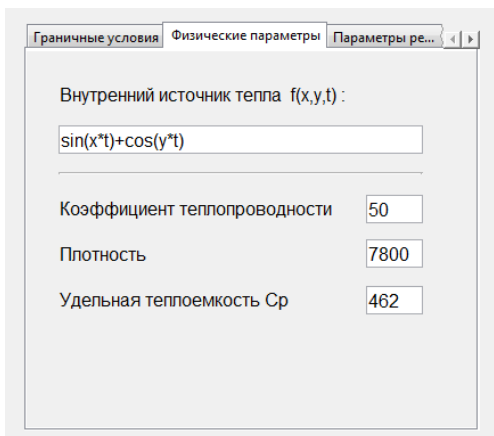 Граничные условия Физические параметры Параметры ре...
Внутренний источник тепла f(x,y,t) :
sin(x*t)+cos(y*t)
Коэффициент теплопроводности 50
Плотность 7800
Удельная теплоемкость Cp 462